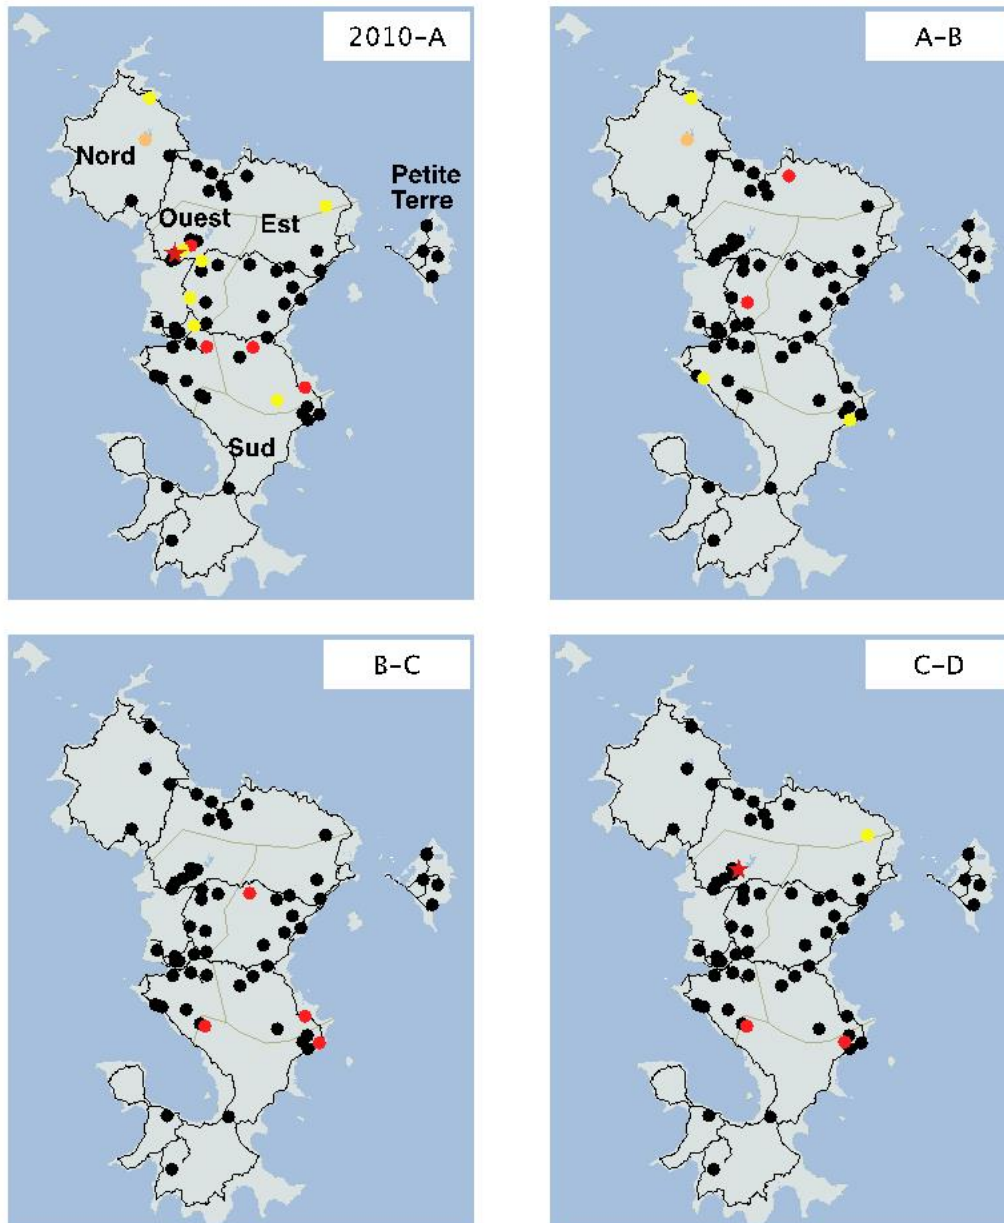 2010-A
A-B
Nord
Petite
Terre
Ouest
Est
Sud
B-C
C-D